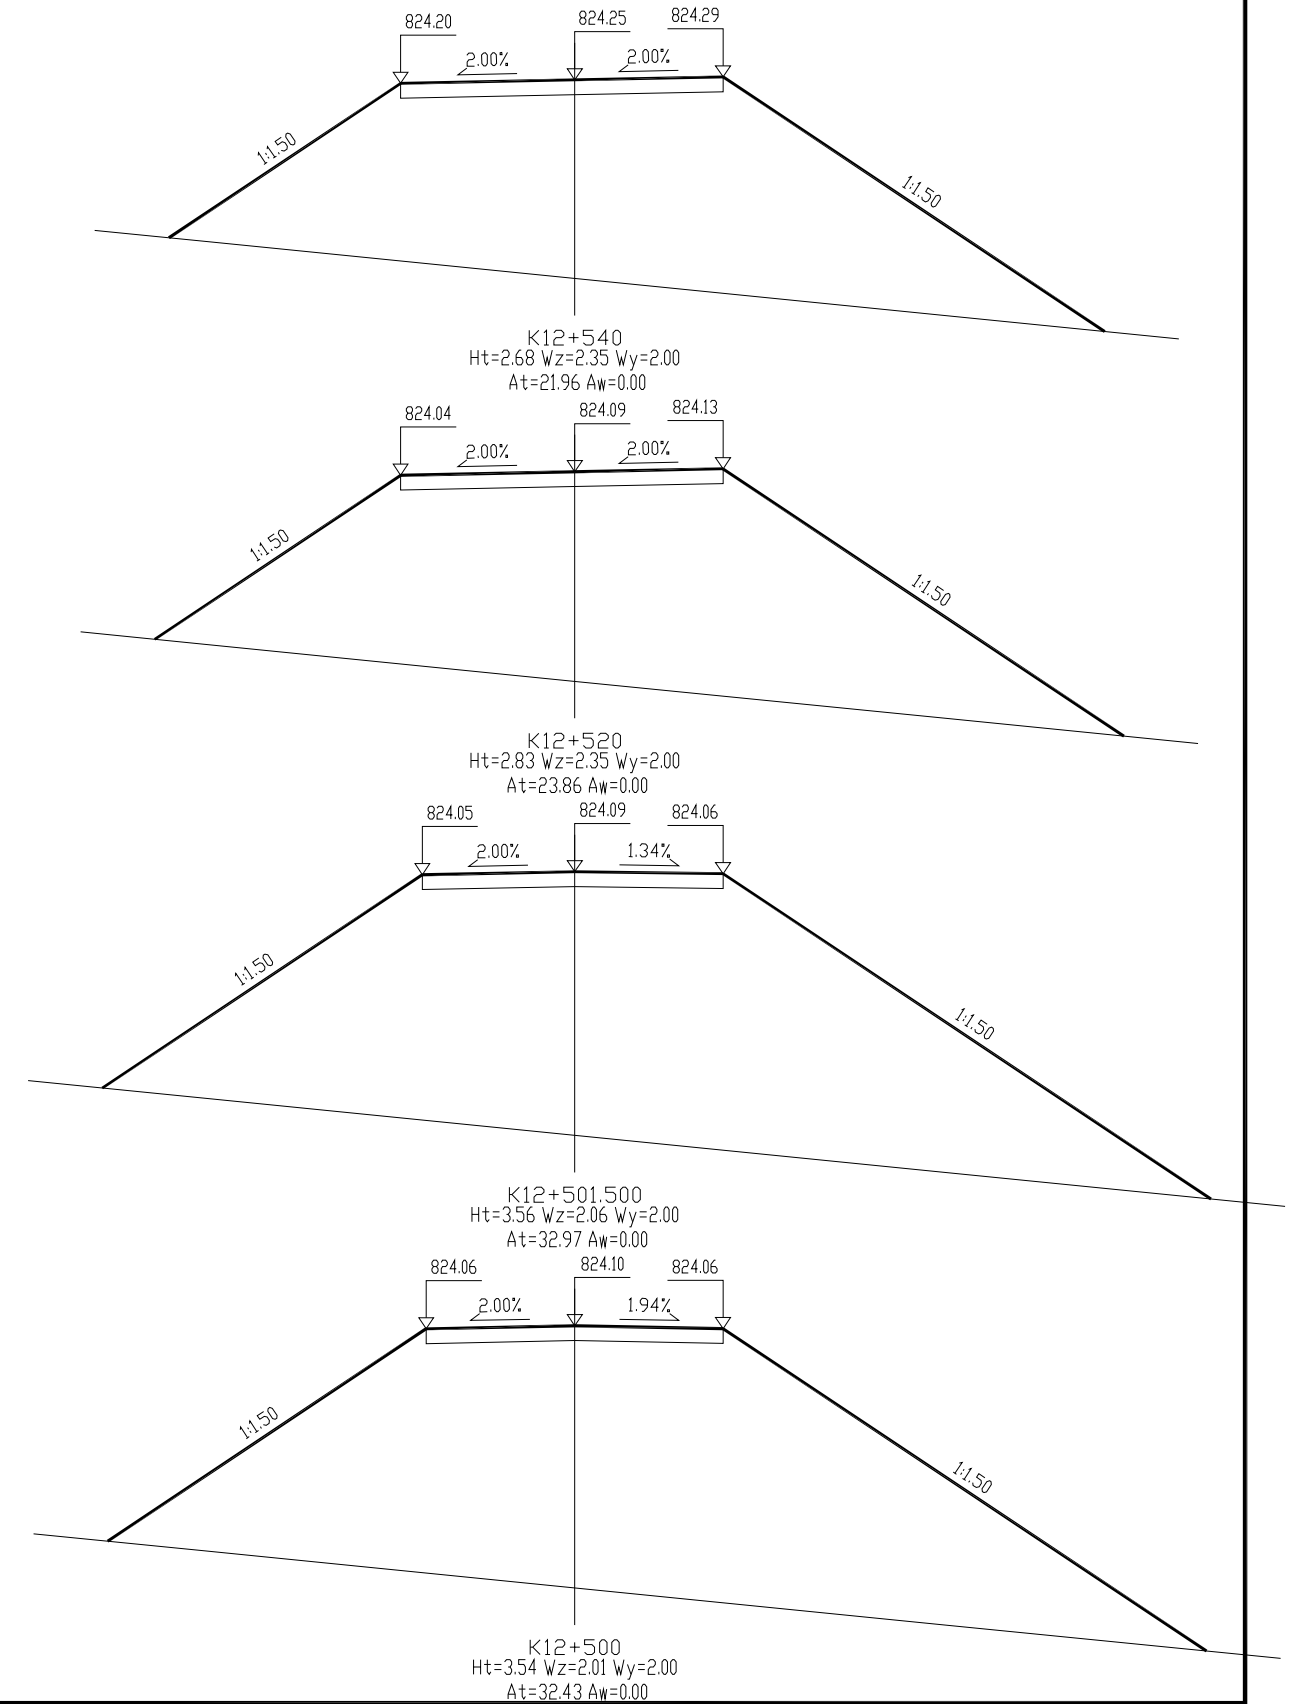 824.20 824.25 824.29
2.00% 2.00%
1:1.50 1:1.50
K12+540
Ht=2.68 Wz=2.35 Wy=2.00
At=21.96 Aw=0.00
824.04 824.09 824.13
2.00% 2.00%
1:1.50 1:1.50
K12+520
Ht=2.83 Wz=2.35 Wy=2.00
At=23.86 Aw=0.00
824.05 824.09 824.06
2.00% 1.34%
1:1.50 1:1.50
K12+501.500
Ht=3.56 Wz=2.06 Wy=2.00
At=32.97 Aw=0.00
824.06 824.10 824.06
2.00% 1.94%
1:1.50 1:1.50
K12+500
Ht=3.54 Wz=2.01 Wy=2.00
At=32.43 Aw=0.00